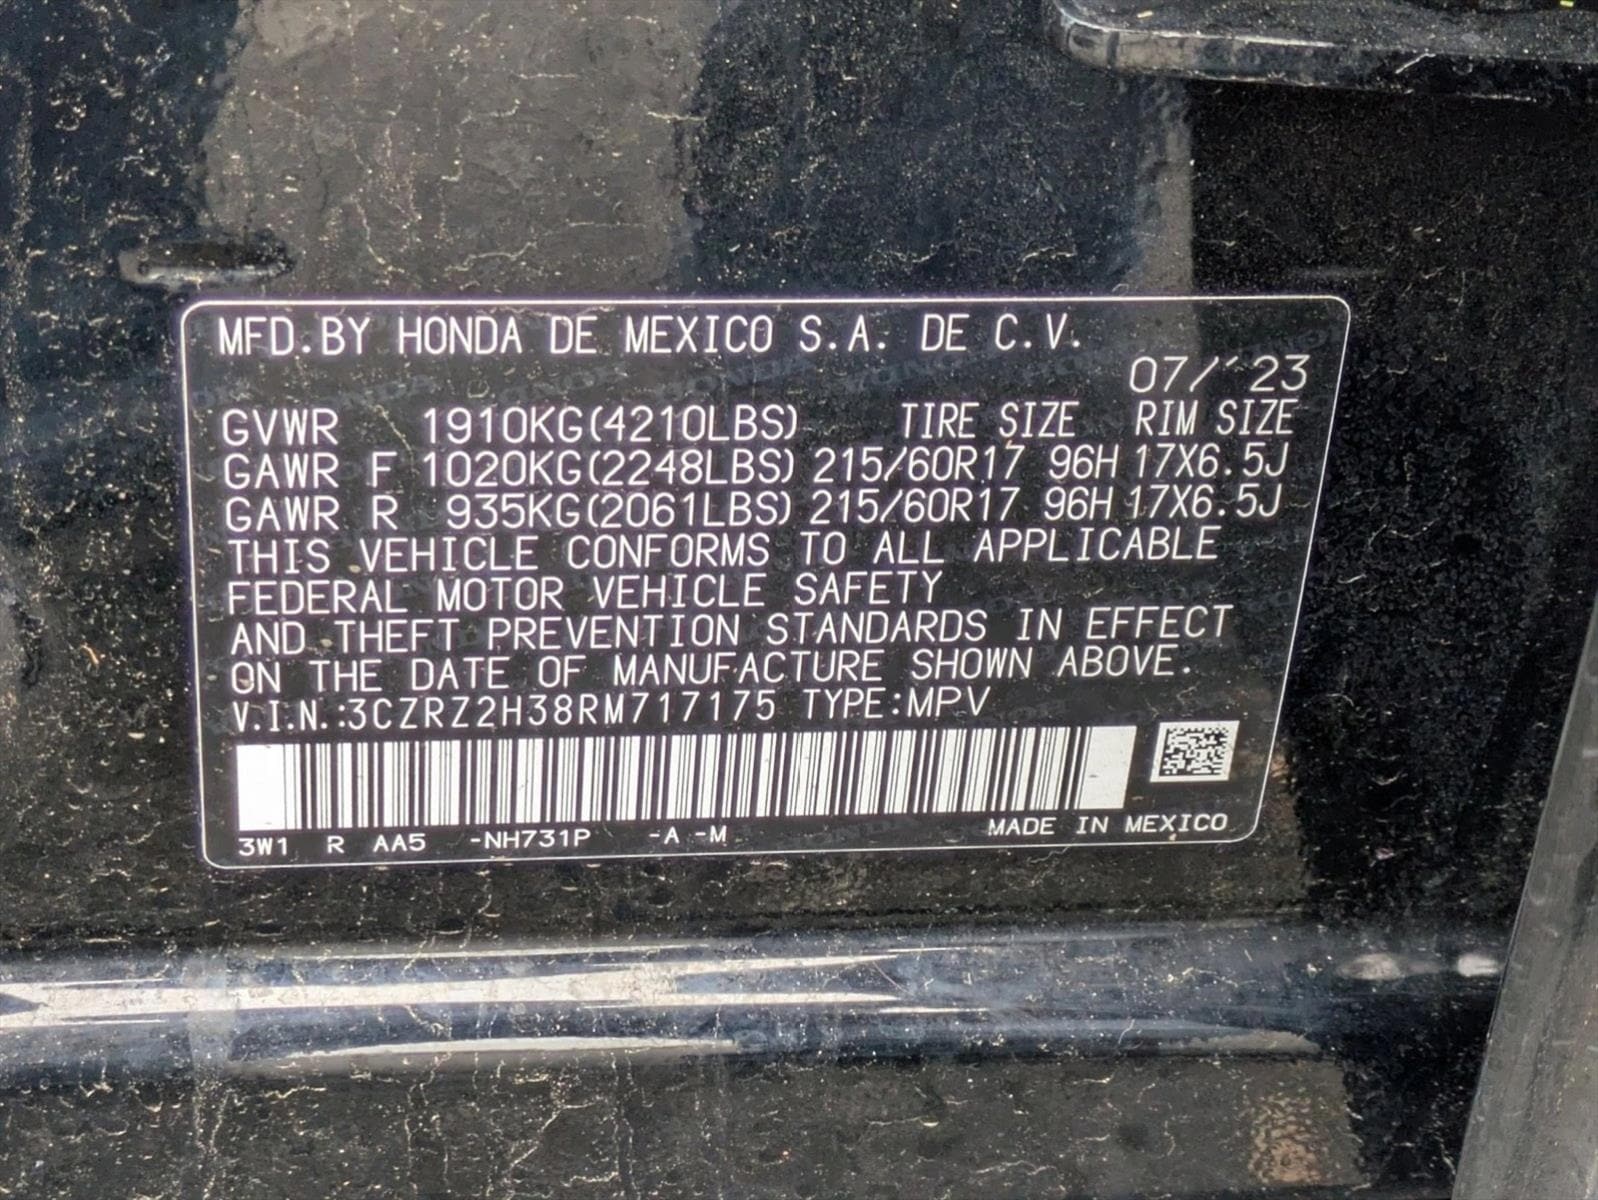 MFD.BY HONDA DE MEXICO S.A. DE C.V.
07/'23
GVWR 1910KG(4210LBS) TIRE SIZE RIM SIZE
GAWR F 1020KG(2248LBS) 215/60R17 96H 17X6.5J
GAWR R 935KG(2061LBS) 215/60R17 96H 17X6.5J
THIS VEHICLE CONFORMS TO ALL APPLICABLE
FEDERAL MOTOR VEHICLE SAFETY
AND THEFT PREVENTION STANDARDS IN EFFECT
ON THE DATE OF MANUFACTURE SHOWN ABOVE.
V.I.N.:3CZRZ2H38RM717175 TYPE:MPV
3W1 R AA5 -NH731P -A -M MADE IN MEXICO